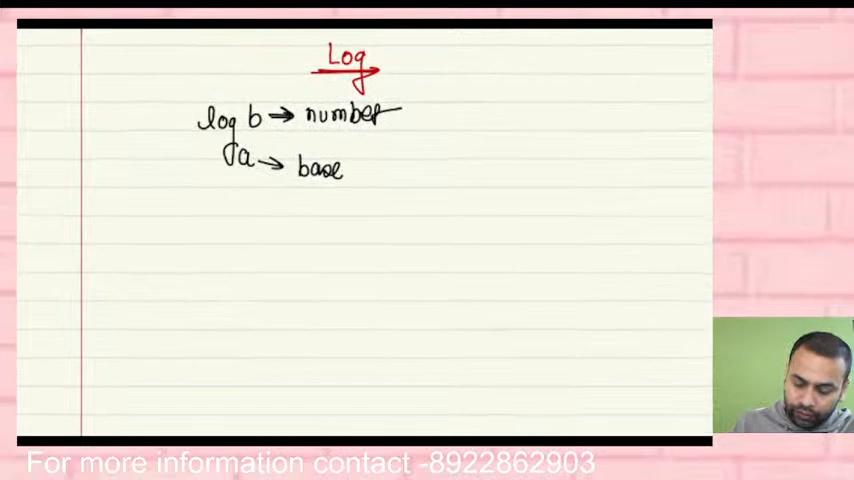 Log
log b → number
a → base
For more information contact -8922862903